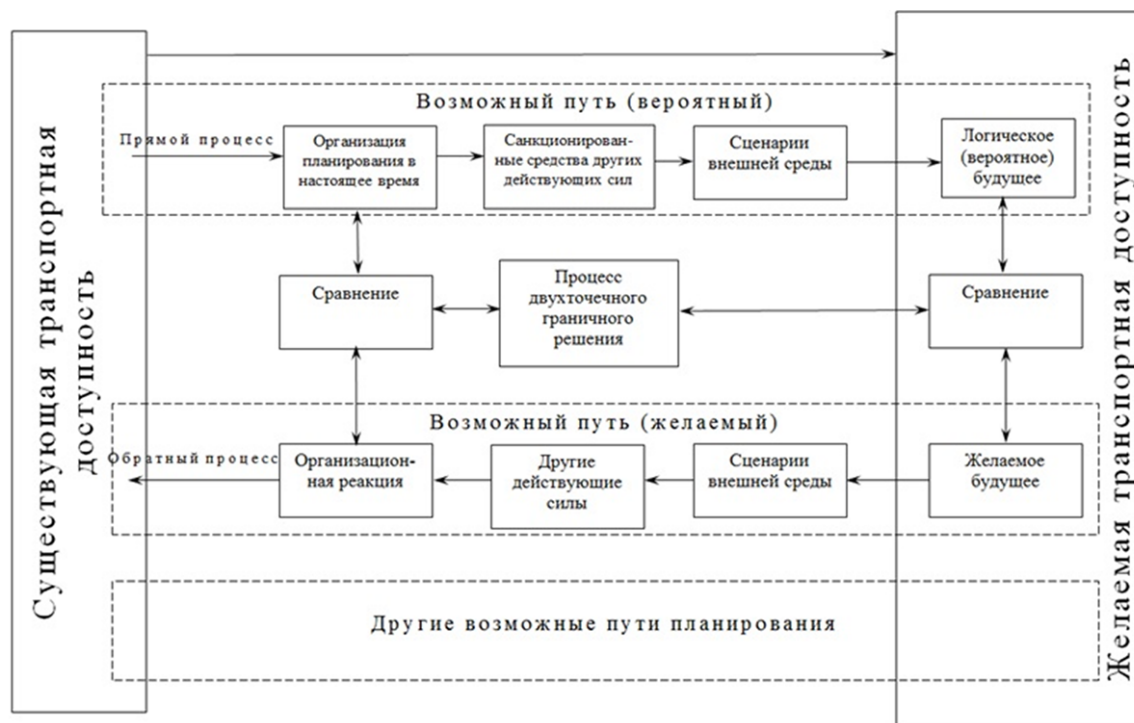 Существующая транспортная
доступность
Возможный путь (вероятный)
Прямой процесс
Организация
планирования в
настоящее время
Санкционирован-
ные средства других
действующих сил
Сценарии
внешней среды
Логическое
(вероятное)
будущее
Сравнение
Процесс
двухточечного
граничного
решения
Сравнение
Возможный путь (желаемый)
Обратный процесс
Организацион-
ная реакция
Другие
действующие
силы
Сценарии
внешней среды
Желаемое
будущее
Другие возможные пути планирования
Желаемая транспортная доступность